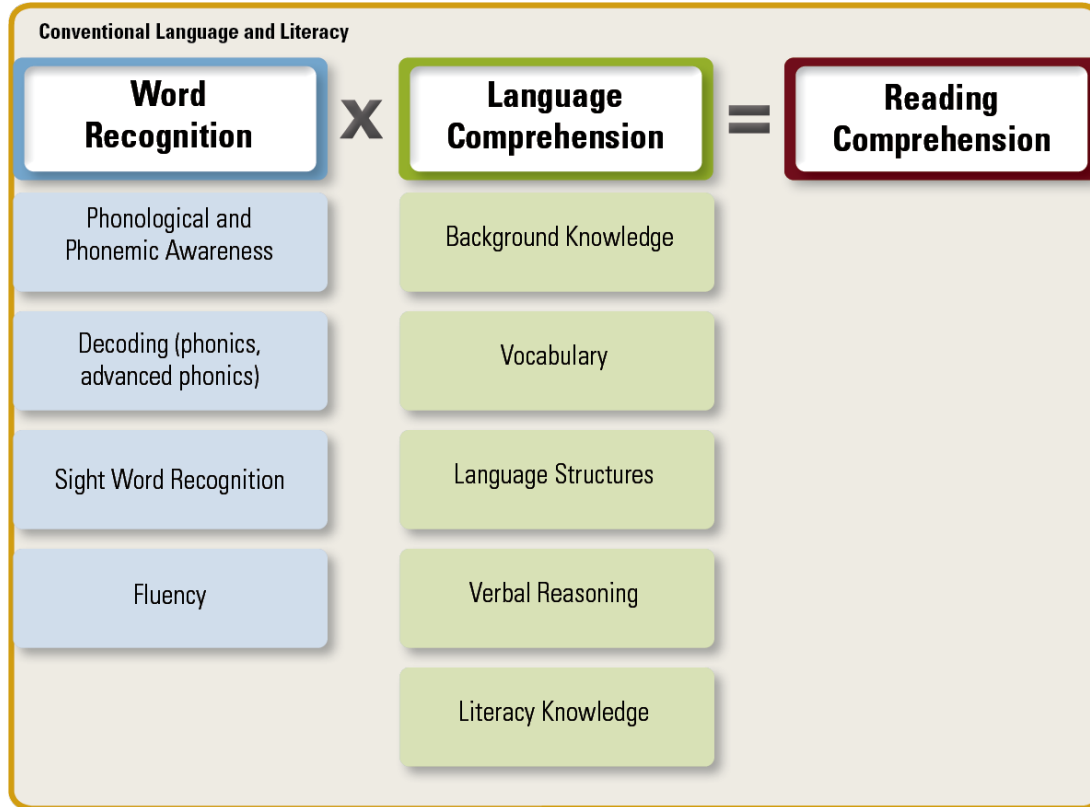 Conventional Language and Literacy
Word
Recognition
x
Language
Comprehension
=
Reading
Comprehension
Phonological and
Phonemic Awareness
Decoding (phonics,
advanced phonics)
Sight Word Recognition
Fluency
Background Knowledge
Vocabulary
Language Structures
Verbal Reasoning
Literacy Knowledge